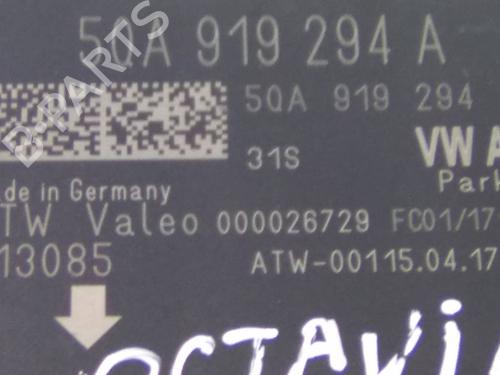 5QA 919 294 A
5QA 919 294
31S
VW A
Park
de in Germany
TW Valeo 000026729 FC01/17
13085
ATW-00115.04.17
OCTAVI
B-PARTS